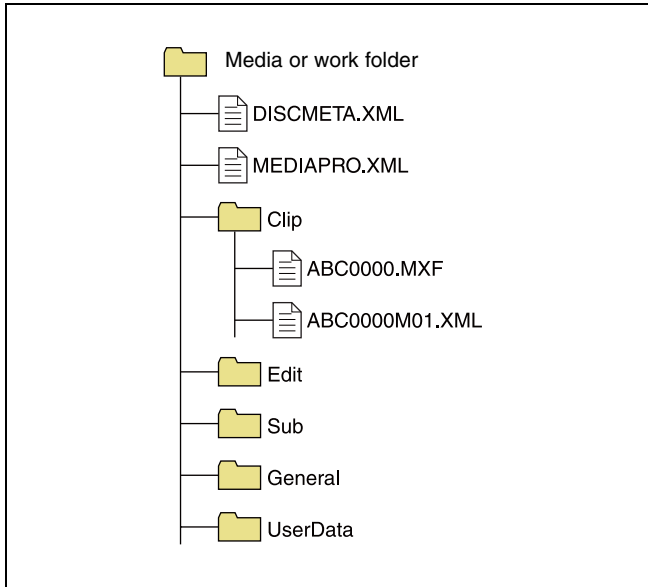 Media or work folder
DISCMETA.XML
MEDIAPRO.XML
Clip
ABC0000.MXF
ABC0000M01.XML
Edit
Sub
General
UserData